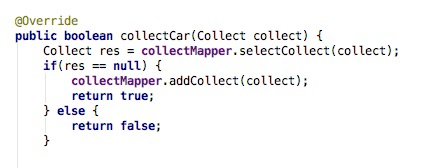 @Override
public boolean collectCar(Collect collect) {
    Collect res = collectMapper.selectCollect(collect);
    if(res == null) {
        collectMapper.addCollect(collect);
        return true;
    } else {
        return false;
    }